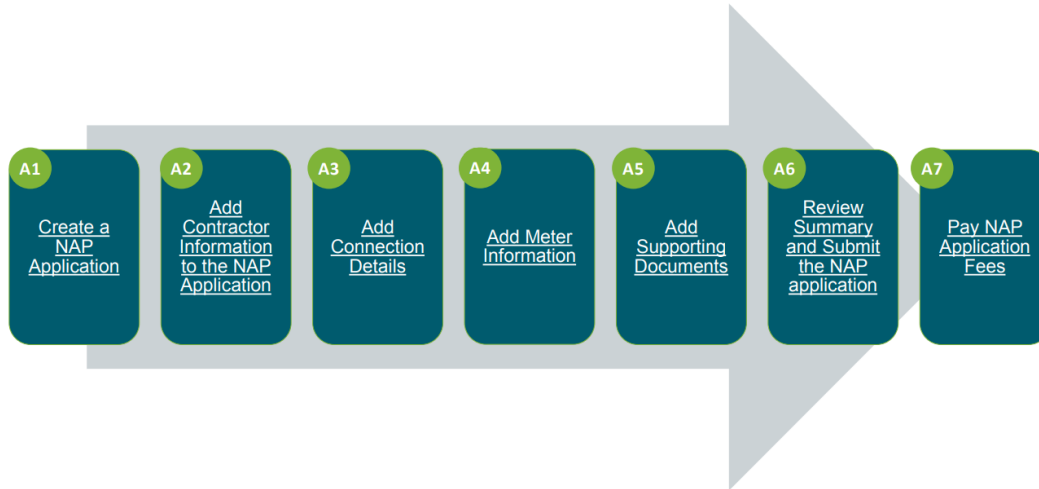 A1
Create a
NAP
Application
A2
Add
Contractor
Information
to the NAP
Application
A3
Add
Connection
Details
A4
Add Meter
Information
A5
Add
Supporting
Documents
A6
Review
Summary
and Submit
the NAP
application
A7
Pay NAP
Application
Fees